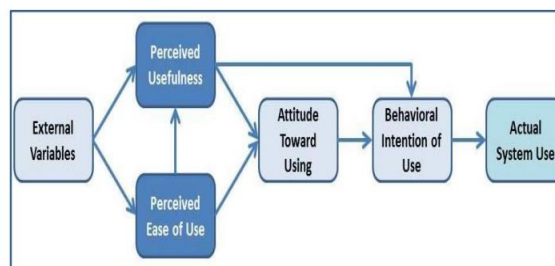 Perceived
Usefulness
External
Variables
Attitude
Toward
Using
Behavioral
Intention of
Use
Actual
System Use
Perceived
Ease of Use